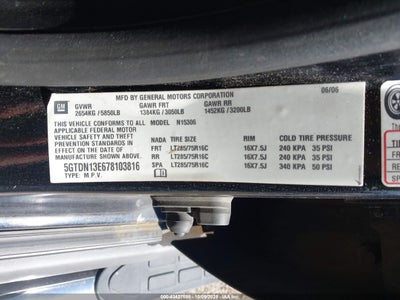 MFD BY GENERAL MOTORS CORPORATION 06/06
GM GVWR GAWR FRT GAWR RR
2654KG/5850LB 1384KG/3050LB 1452KG/3200LB
THIS VEHICLE CONFORMS TO ALL
APPLICABLE U.S. FEDERAL MOTOR
VEHICLE SAFETY AND THEFT
PREVENTION STANDARDS IN EFFECT
ON THE DATE OF MANUFACTURE
SHOWN ABOVE.
5GTDN13E678103816
TYPE: M.P.V.
MODEL: N15306
NADA TIRE SIZE RIM COLD TIRE PRESSURE
FRT LT285/75R16C 16X7.5J 240 KPA 35 PSI
RR LT285/75R16C 16X7.5J 240 KPA 35 PSI
SPA LT285/75R16C 16X7.5J 340 KPA 50 PSI